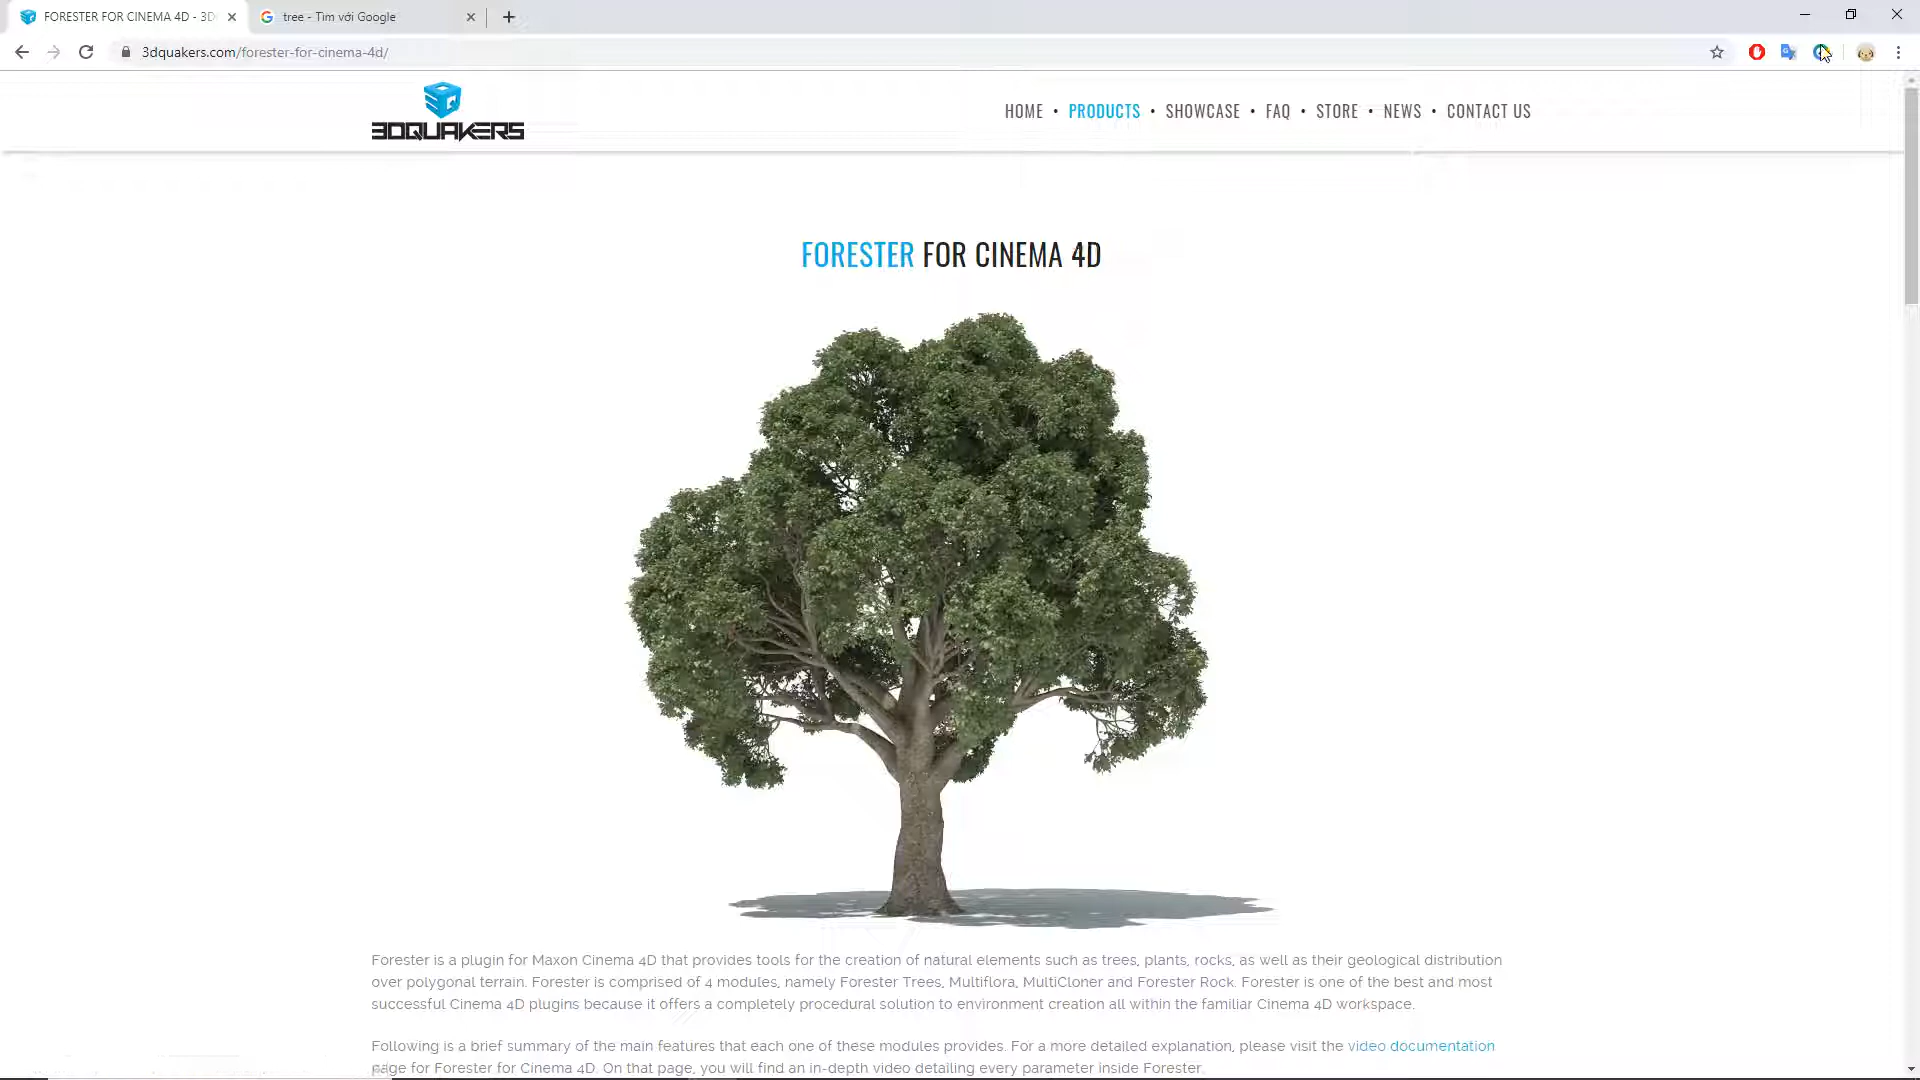 FORESTER FOR CINEMA 4D - 3D
tree - Tìm với Google
3dquakers.com/forester-for-cinema-4d/
3DQUAKERS
HOME • PRODUCTS • SHOWCASE • FAQ • STORE • NEWS • CONTACT US
FORESTER FOR CINEMA 4D
Forester is a plugin for Maxon Cinema 4D that provides tools for the creation of natural elements such as trees, plants, rocks, as well as their geological distribution
over polygonal terrain. Forester is comprised of 4 modules, namely Forester Trees, Multiflora, MultiCloner and Forester Rock. Forester is one of the best and most
successful Cinema 4D plugins because it offers a completely procedural solution to environment creation all within the familiar Cinema 4D workspace.
Following is a brief summary of the main features that each one of these modules provides. For a more detailed explanation, please visit the video documentation
page for Forester for Cinema 4D. On that page, you will find an in-depth video detailing every parameter inside Forester.